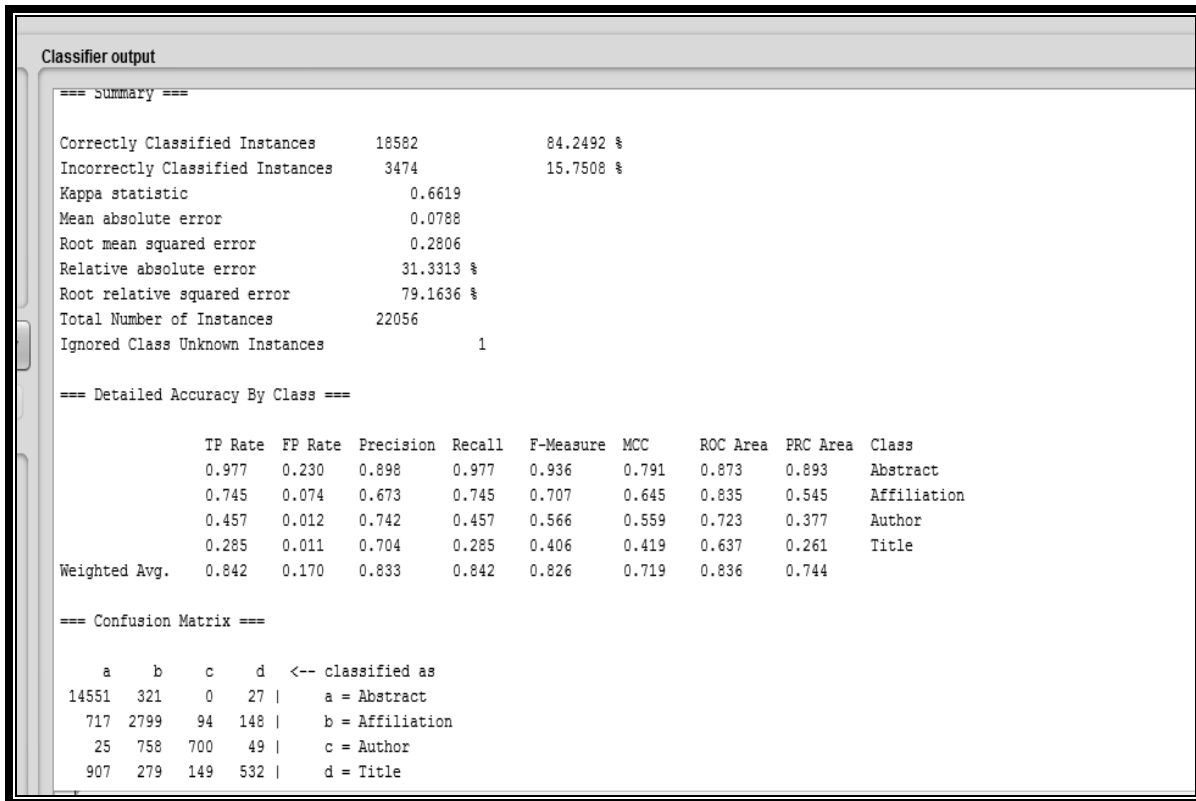 Classifier output
=== Summary ===
Correctly Classified Instances 18582 84.2492 %
Incorrectly Classified Instances 3474 15.7508 %
Kappa statistic 0.6619
Mean absolute error 0.0788
Root mean squared error 0.2806
Relative absolute error 31.3313 %
Root relative squared error 79.1636 %
Total Number of Instances 22056
Ignored Class Unknown Instances 1
=== Detailed Accuracy By Class ===
TP Rate FP Rate Precision Recall F-Measure MCC ROC Area PRC Area Class
0.977 0.230 0.898 0.977 0.936 0.791 0.873 0.893 Abstract
0.745 0.074 0.673 0.745 0.707 0.645 0.835 0.545 Affiliation
0.457 0.012 0.742 0.457 0.566 0.559 0.723 0.377 Author
0.285 0.011 0.704 0.285 0.406 0.419 0.637 0.261 Title
Weighted Avg. 0.842 0.170 0.833 0.842 0.826 0.719 0.836 0.744
=== Confusion Matrix ===
a b c d <-- classified as
14551 321 0 27 | a = Abstract
717 2799 94 148 | b = Affiliation
25 758 700 49 | c = Author
907 279 149 532 | d = Title